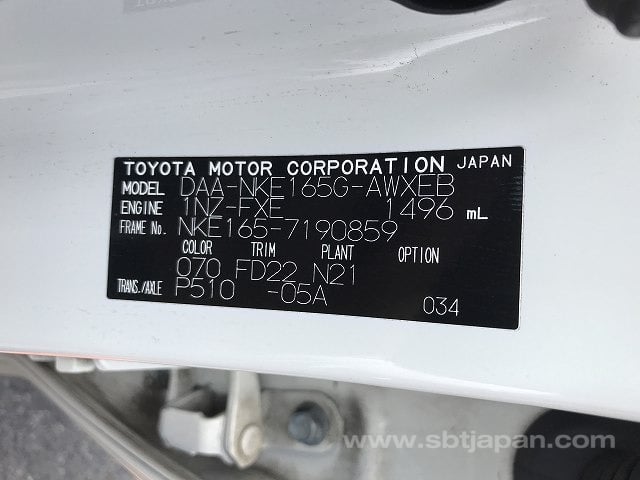 TOYOTA MOTOR CORPORATION JAPAN
MODEL DAA-NKE165G-AWXEB
ENGINE 1NZ-FXE 1496 mL
FRAME No. NKE165-7190859
COLOR TRIM PLANT OPTION
070 FD22 N21
TRANS./AXLE P510 -05A
034
www.sbtjapan.com